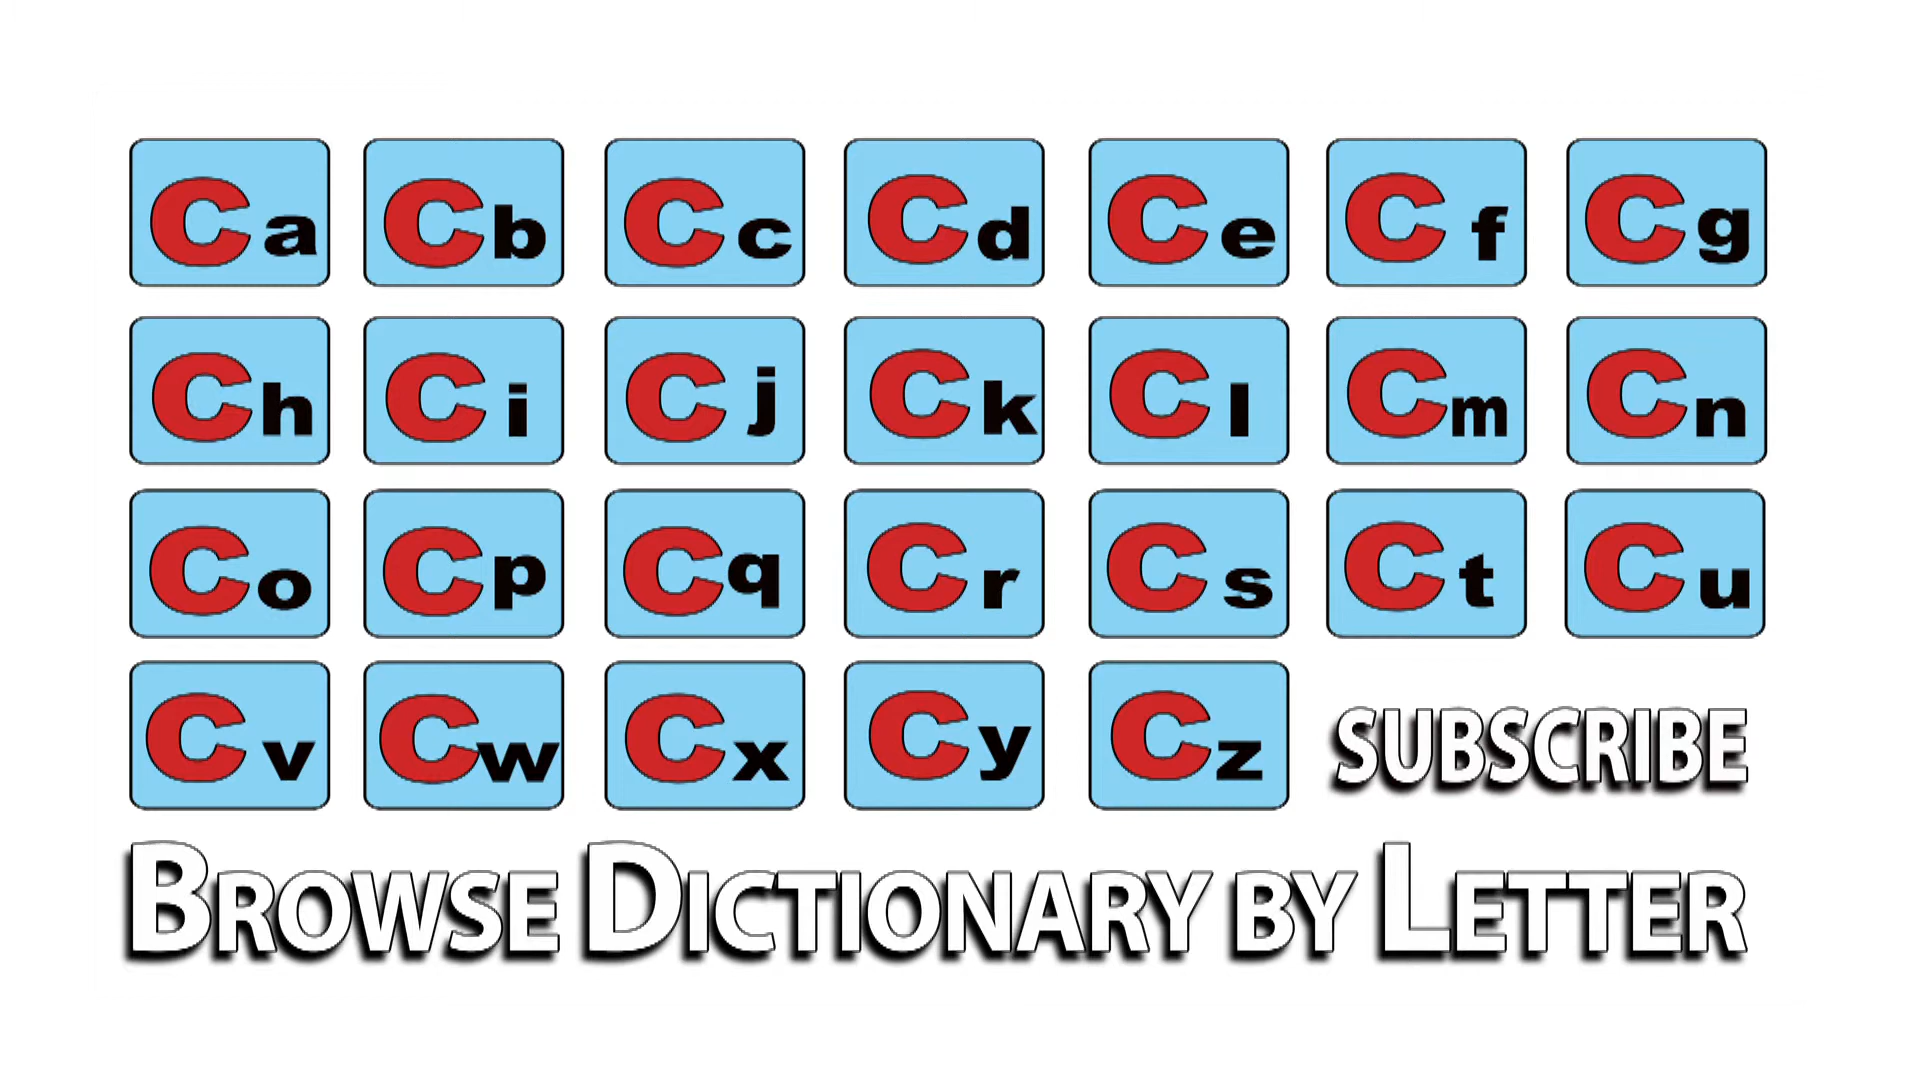 Ca Cb Cc Cd Ce Cf Cg
Ch Ci Cj Ck Cl Cm Cn
Co Cp Cq Cr Cs Ct Cu
Cv Cw Cx Cy Cz SUBSCRIBE
BROWSE DICTIONARY BY LETTER